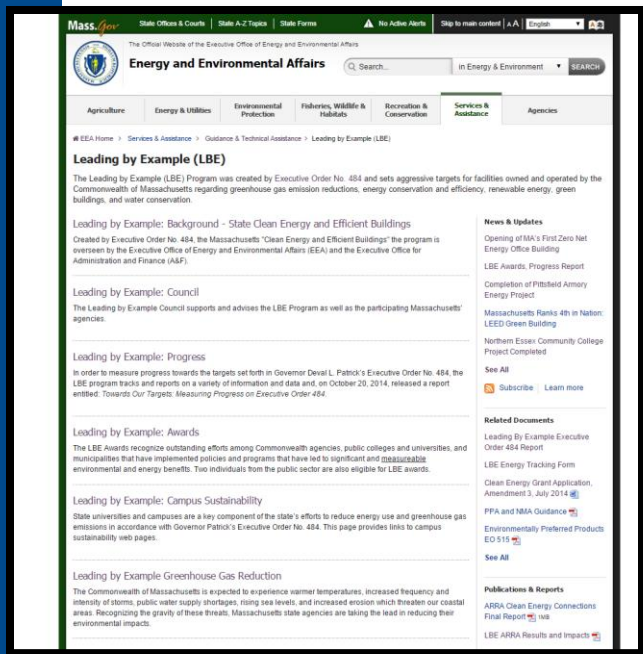 Mass.Gov
State Offices & Courts State A-Z Topics State Forms No Active Alerts Skip to main content A A English
The Official Website of the Executive Office of Energy and Environmental Affairs
Energy and Environmental Affairs
Search... in Energy & Environment SEARCH
Agriculture Energy & Utilities Environmental Protection Fisheries, Wildlife & Habitats Recreation & Conservation Services & Assistance Agencies
EEA Home > Services & Assistance > Guidance & Technical Assistance > Leading by Example (LBE)
Leading by Example (LBE)
The Leading by Example (LBE) Program was created by Executive Order No. 484 and sets aggressive targets for facilities owned and operated by the
Commonwealth of Massachusetts regarding greenhouse gas emission reductions, energy conservation and efficiency, renewable energy, green
buildings, and water conservation.
Leading by Example: Background - State Clean Energy and Efficient Buildings
Created by Executive Order No. 484, the Massachusetts "Clean Energy and Efficient Buildings" the program is
overseen by the Executive Office of Energy and Environmental Affairs (EEA) and the Executive Office for
Administration and Finance (A&F).
Leading by Example: Council
The Leading by Example Council supports and advises the LBE Program as well as the participating Massachusetts'
agencies.
Leading by Example: Progress
In order to measure progress towards the targets set forth in Governor Deval L. Patrick's Executive Order No. 484, the
LBE program tracks and reports on a variety of information and data and, on October 20, 2014, released a report
entitled: Towards Our Targets: Measuring Progress on Executive Order 484.
Leading by Example: Awards
The LBE Awards recognize outstanding efforts among Commonwealth agencies, public colleges and universities, and
municipalities that have implemented policies and programs that have led to significant and measureable
environmental and energy benefits. Two individuals from the public sector are also eligible for LBE awards.
Leading by Example: Campus Sustainability
State universities and campuses are a key component of the state's efforts to reduce energy use and greenhouse gas
emissions in accordance with Governor Patrick's Executive Order No. 484. This page provides links to campus
sustainability web pages.
Leading by Example Greenhouse Gas Reduction
The Commonwealth of Massachusetts is expected to experience warmer temperatures, increased frequency and
intensity of storms, public water supply shortages, rising sea levels, and increased erosion which threaten our coastal
areas. Recognizing the gravity of these threats, Massachusetts state agencies are taking the lead in reducing their
environmental impacts.
News & Updates
Opening of MA's First Zero Net
Energy Office Building
LBE Awards, Progress Report
Completion of Pittsfield Armory
Energy Project
Massachusetts Ranks 4th in Nation:
LEED Green Building
Northern Essex Community College
Project Completed
See All
Subscribe Learn more
Related Documents
Leading By Example Executive
Order 484 Report
LBE Energy Tracking Form
Clean Energy Grant Application,
Amendment 3, July 2014
PPA and NMA Guidance
Environmentally Preferred Products
EO 515
See All
Publications & Reports
ARRA Clean Energy Connections
Final Report 1MB
LBE ARRA Results and Impacts